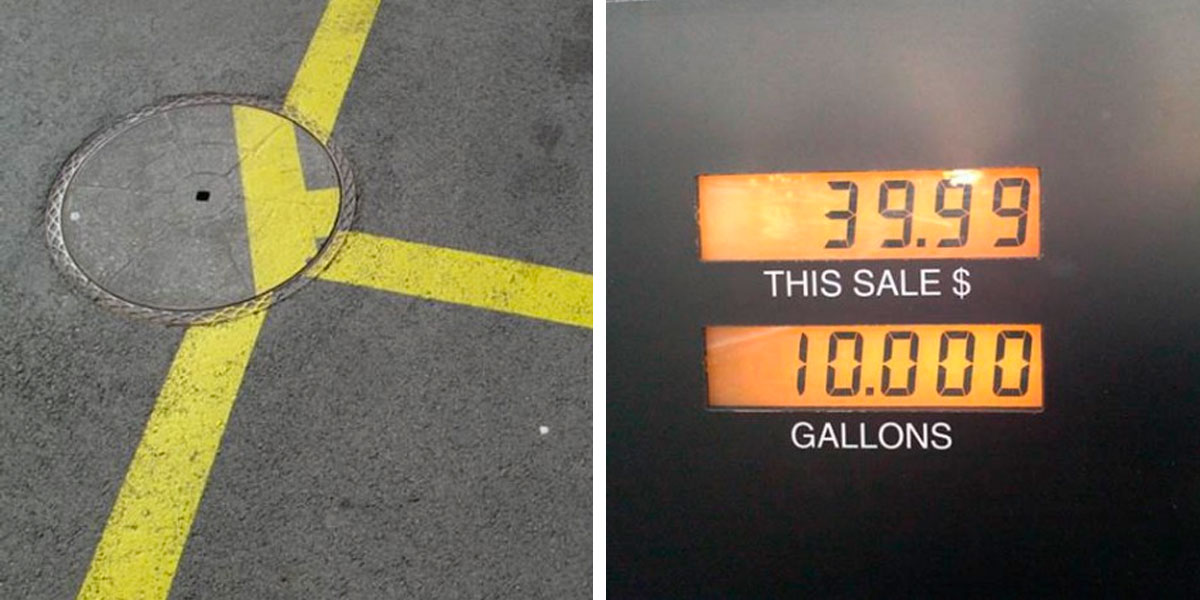 39.99
THIS SALE $
10.000
GALLONS